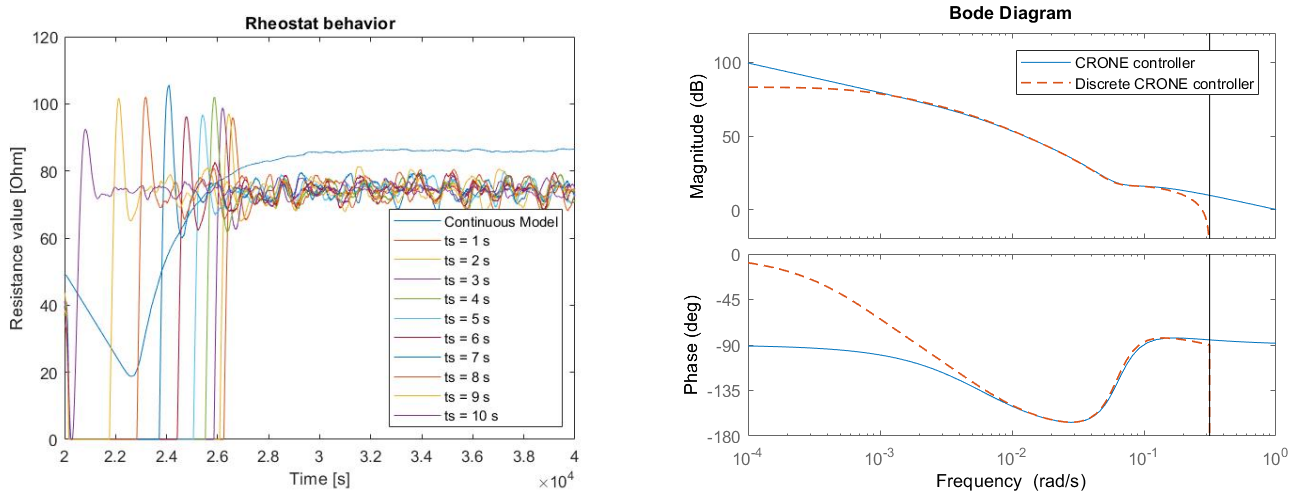 Rheostat behavior
120
100
80
60
40
20
0
Resistance value [Ohm]
2 2.2 2.4 2.6 2.8 3 3.2 3.4 3.6 3.8 4
Time [s]
×10^4
Continuous Model
ts = 1 s
ts = 2 s
ts = 3 s
ts = 4 s
ts = 5 s
ts = 6 s
ts = 7 s
ts = 8 s
ts = 9 s
ts = 10 s
Bode Diagram
100
50
0
Magnitude (dB)
CRONE controller
Discrete CRONE controller
0
-45
-90
-135
-180
Phase (deg)
10^-4 10^-3 10^-2 10^-1 10^0
Frequency (rad/s)